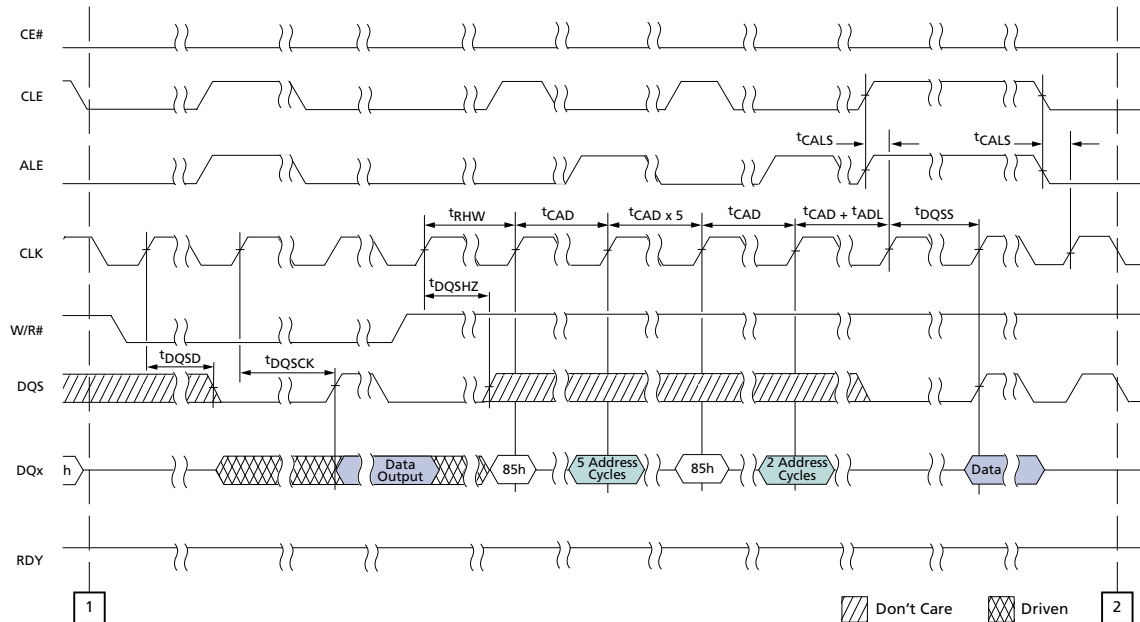 CE#
CLE
tCALS tCALS
ALE
tRHW tCAD tCAD x 5 tCAD tCAD + tADL tDQSS
CLK
tDQSHZ
W/R#
tDQSD tDQSCK
DQS
h Data Output 85h 5 Address Cycles 85h 2 Address Cycles Data
DQx
RDY
1 Don't Care Driven 2